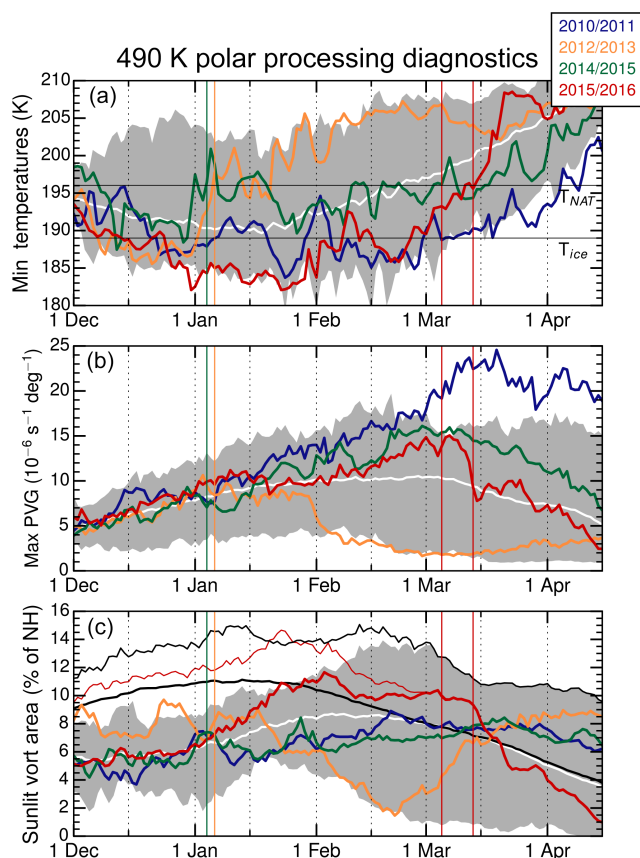 2010/2011
2012/2013
2014/2015
2015/2016
490 K polar processing diagnostics
(a)
Min temperatures (K)
210
205
200
195
190
185
180
T_NAT
T_ice
1 Dec 1 Jan 1 Feb 1 Mar 1 Apr
(b)
Max PVG (10⁻⁶ s⁻¹ deg⁻¹)
25
20
15
10
5
0
1 Dec 1 Jan 1 Feb 1 Mar 1 Apr
(c)
Sunlit vort area (% of NH)
16
14
12
10
8
6
4
2
0
1 Dec 1 Jan 1 Feb 1 Mar 1 Apr